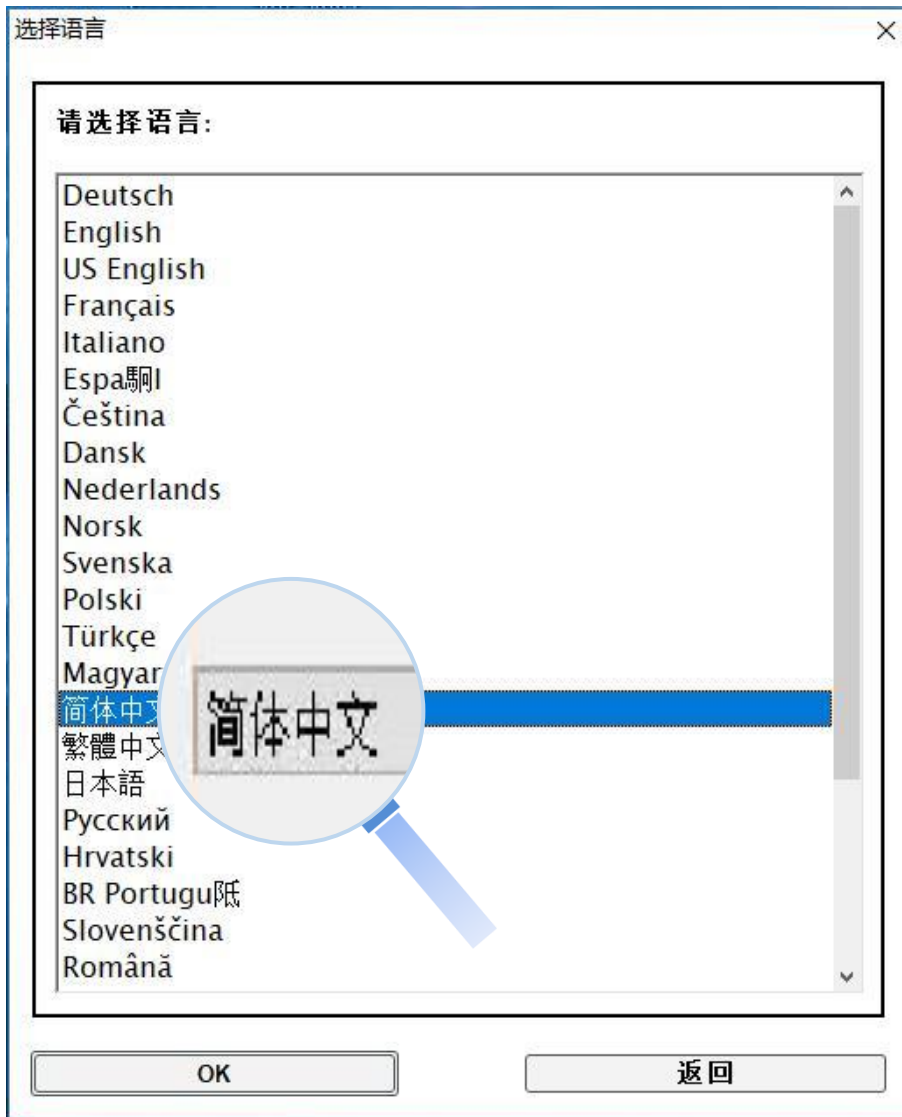 选择语言
请选择语言:
Deutsch
English
US English
Français
Italiano
Espa駉l
Čeština
Dansk
Nederlands
Norsk
Svenska
Polski
Türkçe
Magyar
简体中文
简体中文
繁體中文
日本語
Русский
Hrvatski
BR Portugu阺
Slovenščina
Română
OK
返回